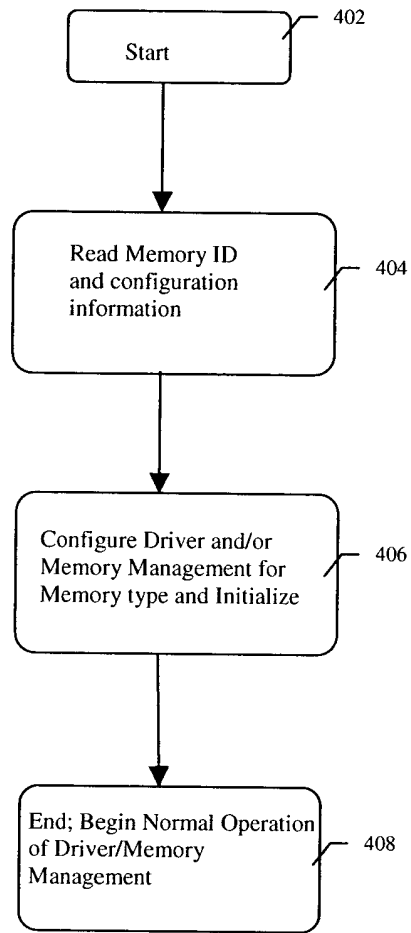 402
Start
Read Memory ID
and configuration
information
404
Configure Driver and/or
Memory Management for
Memory type and Initialize
406
End; Begin Normal Operation
of Driver/Memory
Management
408